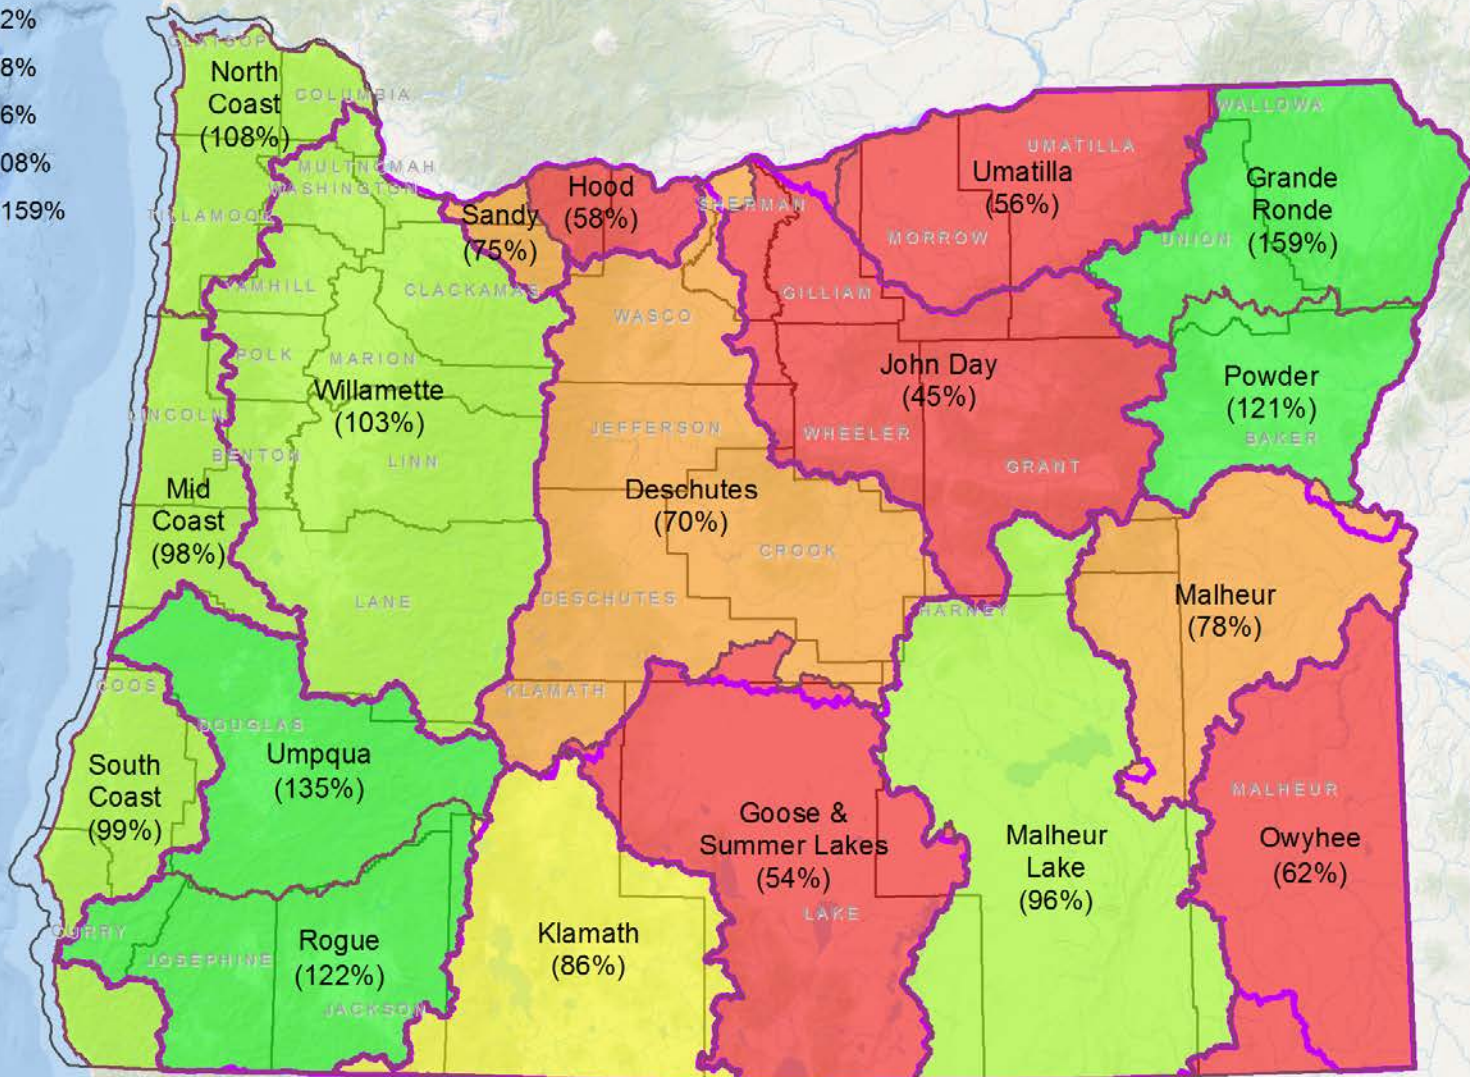 2%
8%
6%
08%
159%
CLATSOP
North
Coast
(108%)
COLUMBIA
MULTNOMAH
WASHINGTON
TILLAMOOK
YAMHILL
CLACKAMAS
Sandy
(75%)
Hood
(58%)
SHERMAN
UMATILLA
Umatilla
(56%)
MORROW
WALLOWA
Grande
Ronde
(159%)
UNION
GILLIAM
WASCO
POLK
MARION
Willamette
(103%)
John Day
(45%)
Powder
(121%)
BAKER
LINCOLN
BENTON
LINN
JEFFERSON
WHEELER
GRANT
Mid
Coast
(98%)
Deschutes
(70%)
CROOK
LANE
DESCHUTES
HARNEY
Malheur
(78%)
COOS
KLAMATH
DOUGLAS
Umpqua
(135%)
South
Coast
(99%)
Goose &
Summer Lakes
(54%)
LAKE
Malheur
Lake
(96%)
MALHEUR
Owyhee
(62%)
CURRY
JOSEPHINE
Rogue
(122%)
JACKSON
Klamath
(86%)